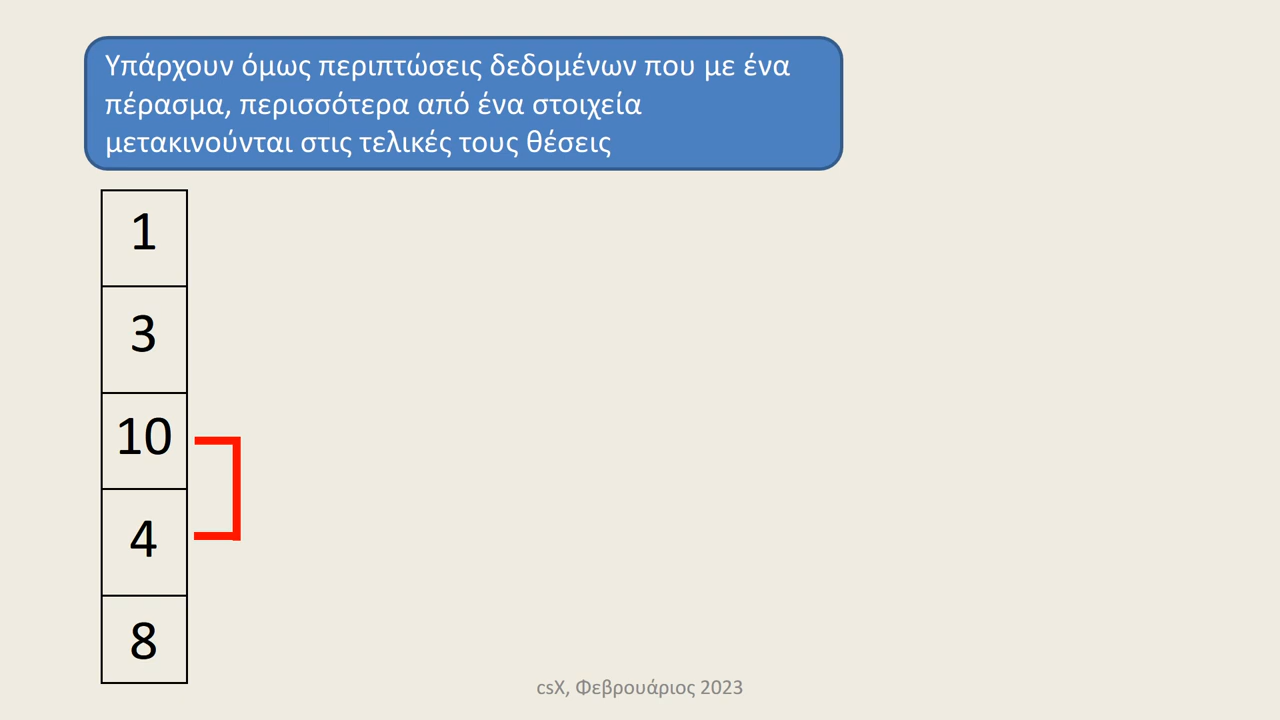 Υπάρχουν όμως περιπτώσεις δεδομένων που με ένα
πέρασμα, περισσότερα από ένα στοιχεία
μετακινούνται στις τελικές τους θέσεις
1
3
10
4
8
csX, Φεβρουάριος 2023